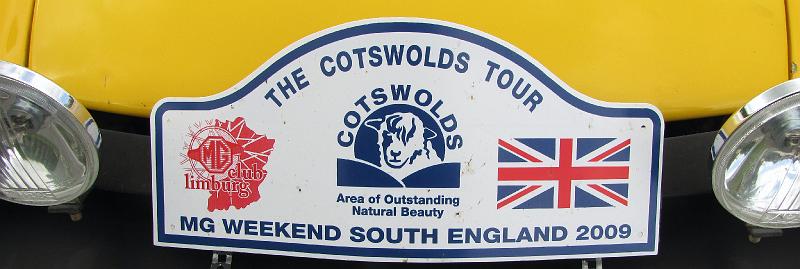 THE COTSWOLDS TOUR
MG
club
limburg
COTSWOLDS
Area of Outstanding
Natural Beauty
MG WEEKEND SOUTH ENGLAND 2009